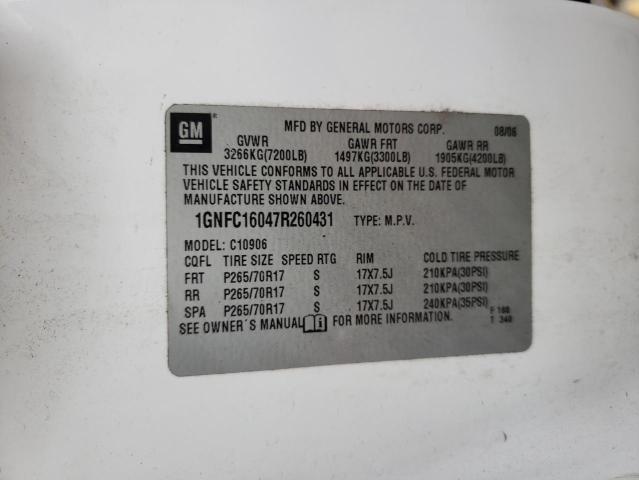 GM®
MFD BY GENERAL MOTORS CORP. 08/06
GVWR GAWR FRT GAWR RR
3266KG(7200LB) 1497KG(3300LB) 1905KG(4200LB)
THIS VEHICLE CONFORMS TO ALL APPLICABLE U.S. FEDERAL MOTOR
VEHICLE SAFETY STANDARDS IN EFFECT ON THE DATE OF
MANUFACTURE SHOWN ABOVE.
1GNFC16047R260431 TYPE: M.P.V.
MODEL: C10906
CQFL TIRE SIZE SPEED RTG RIM COLD TIRE PRESSURE
FRT P265/70R17 S 17X7.5J 210KPA(30PSI)
RR P265/70R17 S 17X7.5J 210KPA(30PSI)
SPA P265/70R17 S 17X7.5J 240KPA(35PSI)
SEE OWNER'S MANUAL FOR MORE INFORMATION.
F 188
T 340